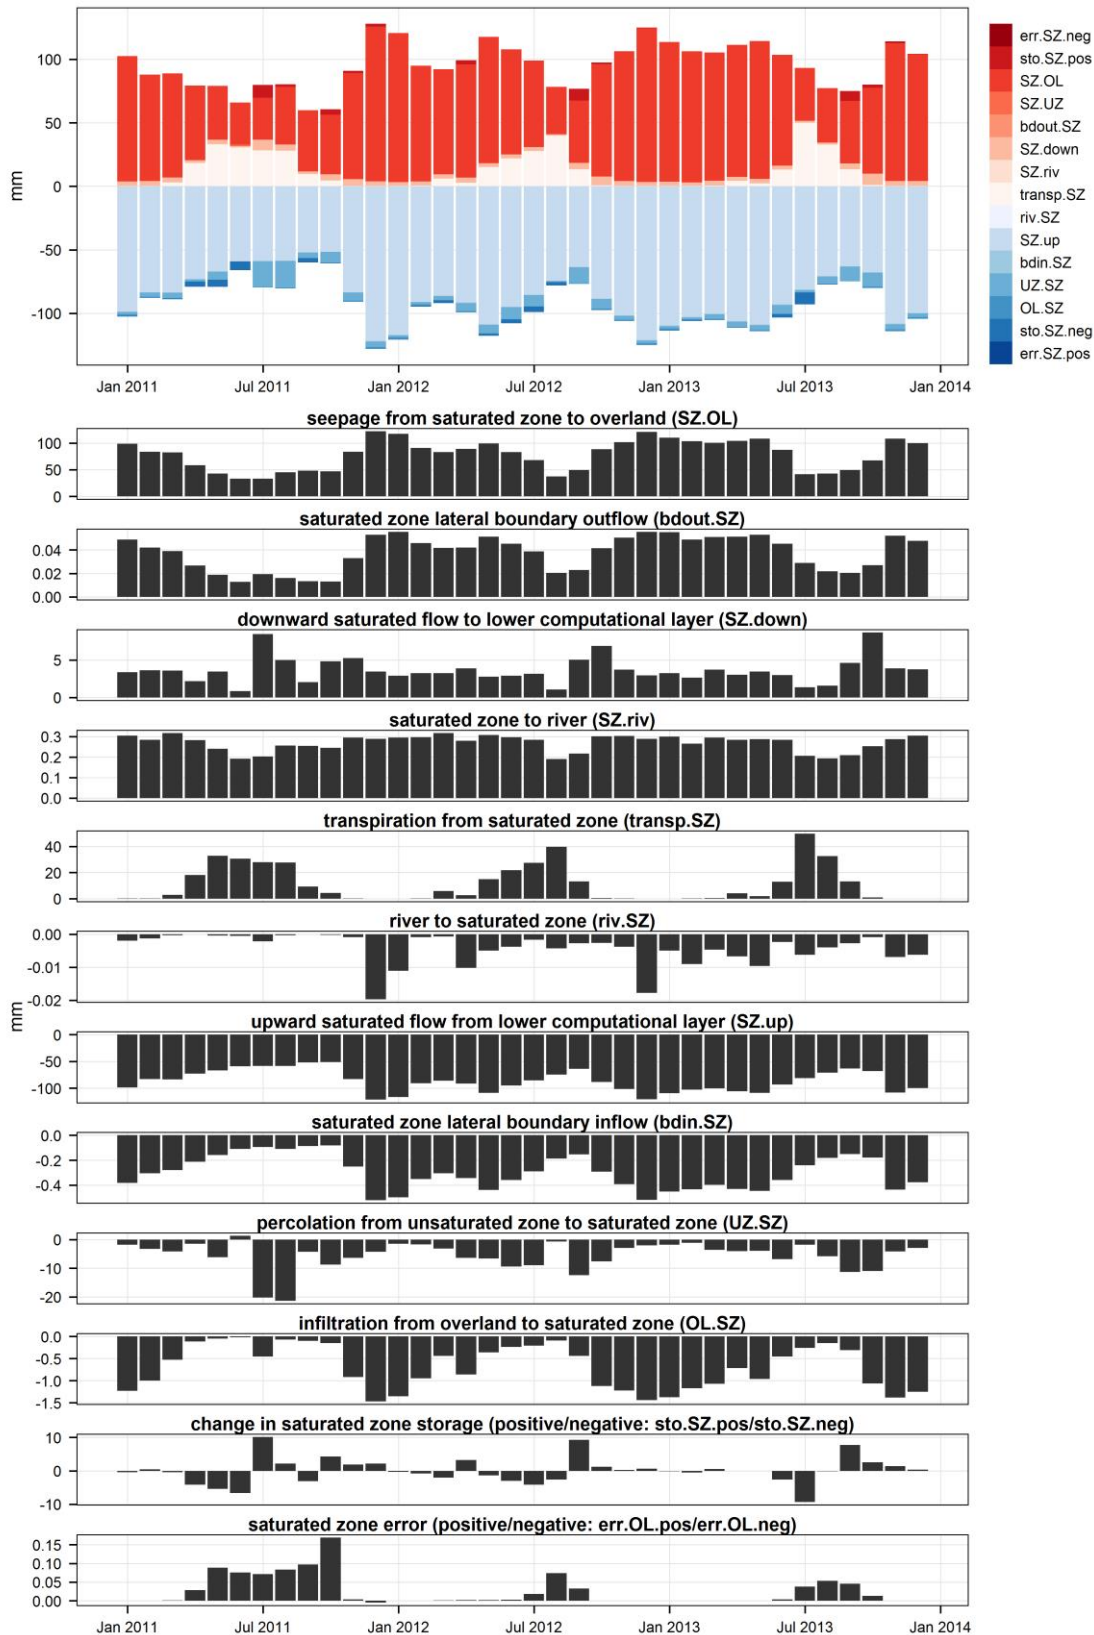 100
50
0
-50
-100
mm
Jan 2011 Jul 2011 Jan 2012 Jul 2012 Jan 2013 Jul 2013 Jan 2014
err.SZ.neg
sto.SZ.pos
SZ.OL
SZ.UZ
bdout.SZ
SZ.down
SZ.riv
transp.SZ
riv.SZ
SZ.up
bdin.SZ
UZ.SZ
OL.SZ
sto.SZ.neg
err.SZ.pos
seepage from saturated zone to overland (SZ.OL)
100
50
0
saturated zone lateral boundary outflow (bdout.SZ)
0.04
0.02
0.00
downward saturated flow to lower computational layer (SZ.down)
5
0
saturated zone to river (SZ.riv)
0.3
0.2
0.1
0.0
transpiration from saturated zone (transp.SZ)
40
20
0
river to saturated zone (riv.SZ)
0.00
-0.01
-0.02
mm
upward saturated flow from lower computational layer (SZ.up)
0
-50
-100
saturated zone lateral boundary inflow (bdin.SZ)
0.0
-0.2
-0.4
percolation from unsaturated zone to saturated zone (UZ.SZ)
0
-10
-20
infiltration from overland to saturated zone (OL.SZ)
0.0
-0.5
-1.0
-1.5
change in saturated zone storage (positive/negative: sto.SZ.pos/sto.SZ.neg)
10
0
-10
saturated zone error (positive/negative: err.OL.pos/err.OL.neg)
0.15
0.10
0.05
0.00
Jan 2011 Jul 2011 Jan 2012 Jul 2012 Jan 2013 Jul 2013 Jan 2014